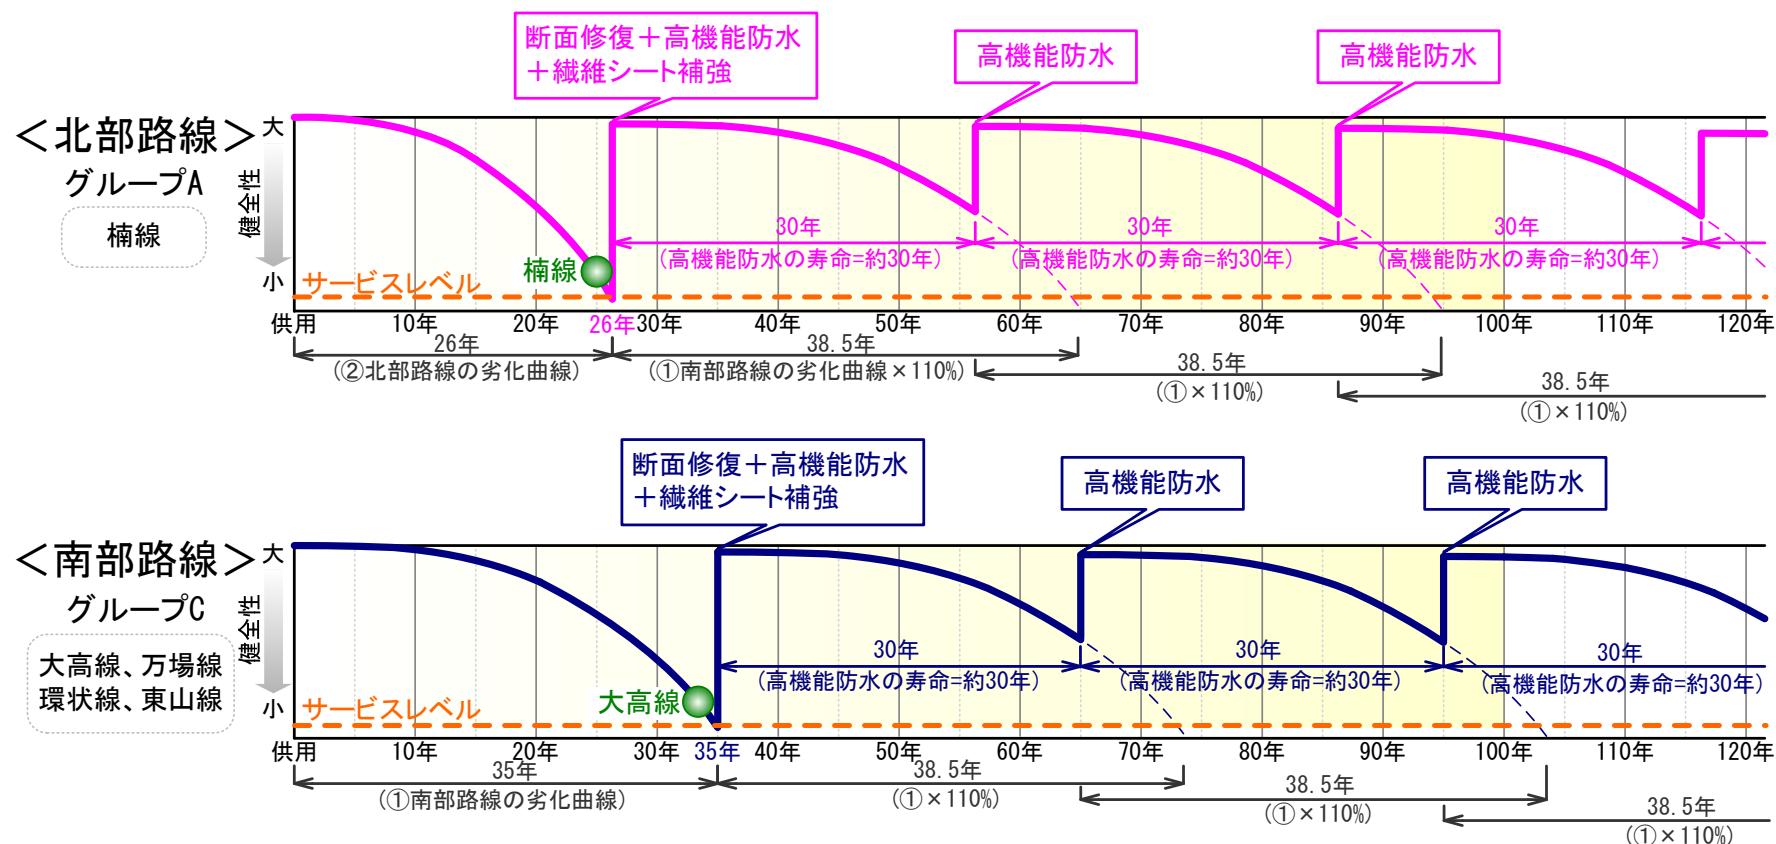 断面修復＋高機能防水
＋繊維シート補強
高機能防水
高機能防水
＜北部路線＞
グループA
楠線
大
健全性
小
楠線
サービスレベル
30年
(高機能防水の寿命=約30年)
30年
(高機能防水の寿命=約30年)
30年
(高機能防水の寿命=約30年)
供用
10年
20年
26年
30年
40年
50年
60年
70年
80年
90年
100年
110年
120年
26年
(②北部路線の劣化曲線)
38.5年
(①南部路線の劣化曲線×110%)
38.5年
(①×110%)
38.5年
(①×110%)
断面修復＋高機能防水
＋繊維シート補強
高機能防水
高機能防水
＜南部路線＞
グループC
大高線、万場線
環状線、東山線
大
健全性
小
大高線
サービスレベル
30年
(高機能防水の寿命=約30年)
30年
(高機能防水の寿命=約30年)
30年
(高機能防水の寿命=約30年)
供用
10年
20年
30年
35年
40年
50年
60年
70年
80年
90年
100年
110年
120年
35年
(①南部路線の劣化曲線)
38.5年
(①×110%)
38.5年
(①×110%)
38.5年
(①×110%)